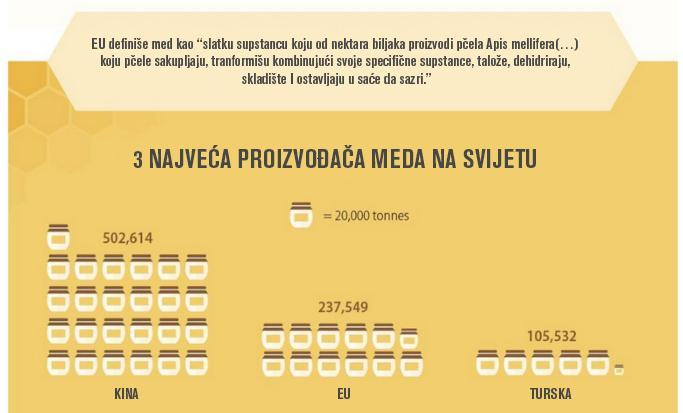 EU definiše med kao “slatku supstancu koju od nektara biljaka proizvodi pčela Apis mellifera(…)
koju pčele sakupljaju, tranformišu kombinujući svoje specifične supstance, talože, dehidriraju,
skladište I ostavljaju u saće da sazri.”
3 NAJVEĆA PROIZVOĐAČA MEDA NA SVIJETU
= 20,000 tonnes
502,614
237,549
105,532
KINA
EU
TURSKA